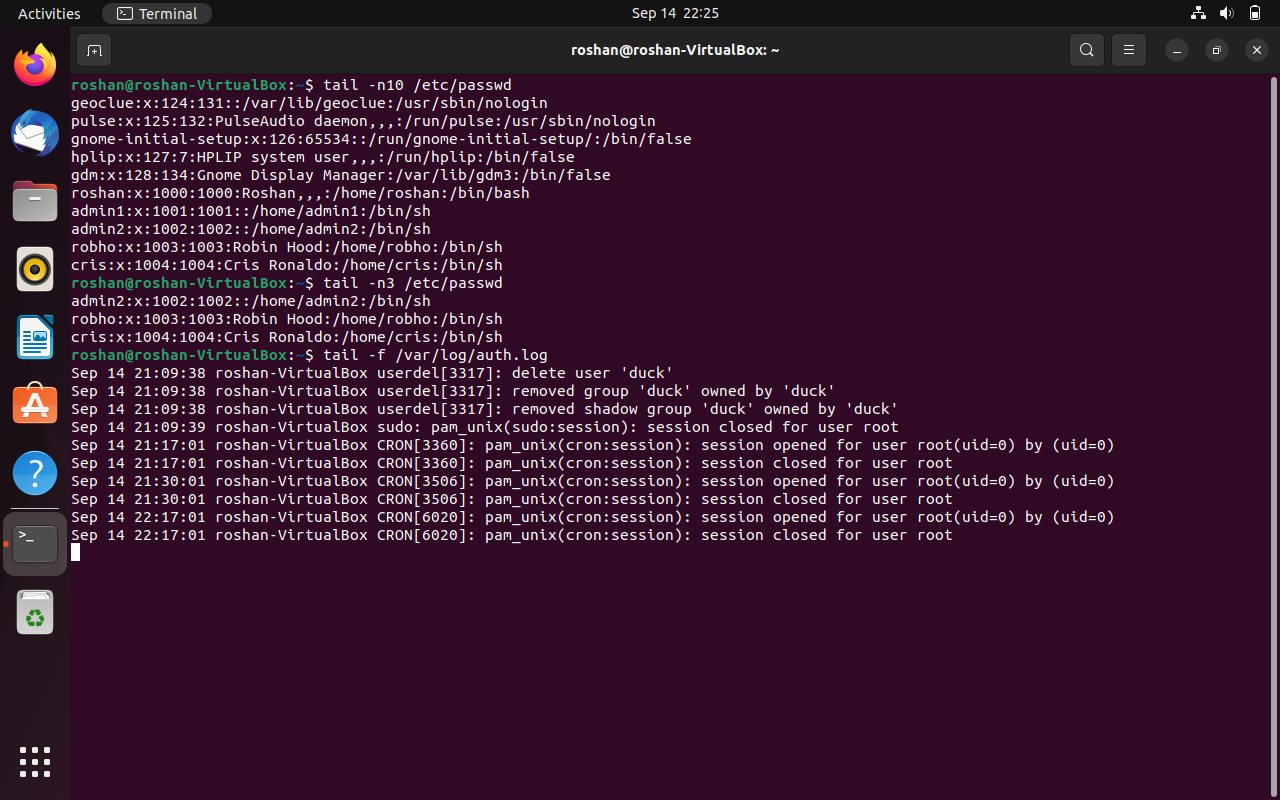 Activities
Terminal
Sep 14 22:25
roshan@roshan-VirtualBox: ~
roshan@roshan-VirtualBox:~$ tail -n10 /etc/passwd
geoclue:x:124:131::/var/lib/geoclue:/usr/sbin/nologin
pulse:x:125:132:PulseAudio daemon,,,:/run/pulse:/usr/sbin/nologin
gnome-initial-setup:x:126:65534::/run/gnome-initial-setup/:/bin/false
hplip:x:127:7:HPLIP system user,,,:/run/hplip:/bin/false
gdm:x:128:134:Gnome Display Manager:/var/lib/gdm3:/bin/false
roshan:x:1000:1000:Roshan,,,:/home/roshan:/bin/bash
admin1:x:1001:1001::/home/admin1:/bin/sh
admin2:x:1002:1002::/home/admin2:/bin/sh
robho:x:1003:1003:Robin Hood:/home/robho:/bin/sh
cris:x:1004:1004:Cris Ronaldo:/home/cris:/bin/sh
roshan@roshan-VirtualBox:~$ tail -n3 /etc/passwd
admin2:x:1002:1002::/home/admin2:/bin/sh
robho:x:1003:1003:Robin Hood:/home/robho:/bin/sh
cris:x:1004:1004:Cris Ronaldo:/home/cris:/bin/sh
roshan@roshan-VirtualBox:~$ tail -f /var/log/auth.log
Sep 14 21:09:38 roshan-VirtualBox userdel[3317]: delete user 'duck'
Sep 14 21:09:38 roshan-VirtualBox userdel[3317]: removed group 'duck' owned by 'duck'
Sep 14 21:09:38 roshan-VirtualBox userdel[3317]: removed shadow group 'duck' owned by 'duck'
Sep 14 21:09:39 roshan-VirtualBox sudo: pam_unix(sudo:session): session closed for user root
Sep 14 21:17:01 roshan-VirtualBox CRON[3360]: pam_unix(cron:session): session opened for user root(uid=0) by (uid=0)
Sep 14 21:17:01 roshan-VirtualBox CRON[3360]: pam_unix(cron:session): session closed for user root
Sep 14 21:30:01 roshan-VirtualBox CRON[3506]: pam_unix(cron:session): session opened for user root(uid=0) by (uid=0)
Sep 14 21:30:01 roshan-VirtualBox CRON[3506]: pam_unix(cron:session): session closed for user root
Sep 14 22:17:01 roshan-VirtualBox CRON[6020]: pam_unix(cron:session): session opened for user root(uid=0) by (uid=0)
Sep 14 22:17:01 roshan-VirtualBox CRON[6020]: pam_unix(cron:session): session closed for user root